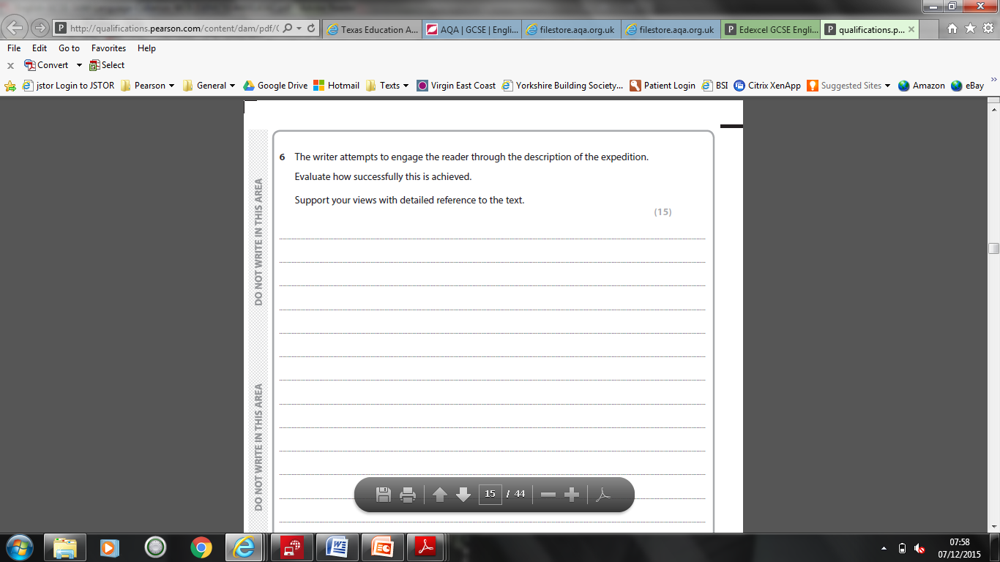 http://qualifications.pearson.com/content/dam/pdf/(
Texas Education A...
AQA | GCSE | Engli...
filestore.aqa.org.uk
filestore.aqa.org.uk
Edexcel GCSE Engli...
qualifications.p...
File Edit Go to Favorites Help
x Convert Select
jstor Login to JSTOR Pearson General Google Drive Hotmail Texts Virgin East Coast Yorkshire Building Society... Patient Login BSI Citrix XenApp Suggested Sites Amazon eBay
6 The writer attempts to engage the reader through the description of the expedition.
Evaluate how successfully this is achieved.
Support your views with detailed reference to the text.
(15)
DO NOT WRITE IN THIS AREA
DO NOT WRITE IN THIS AREA
15 / 44
07:58
07/12/2015